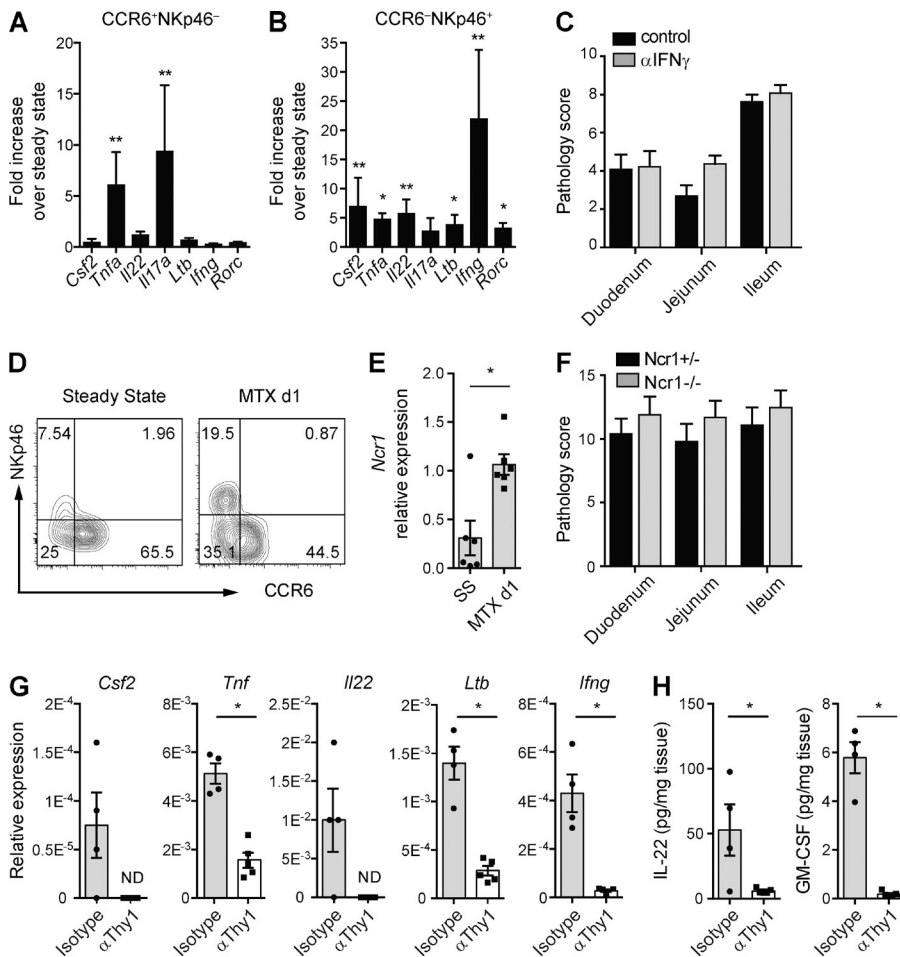 A
CCR6⁺NKp46⁻
Fold increase
over steady state
20
15
10
5
0
**
**
Csf2
Tnfa
Il22
Il17a
Ltb
Ifng
Rorc
B
CCR6⁻NKp46⁺
Fold increase
over steady state
35
30
25
20
15
10
5
0
**
*
**
*
**
*
Csf2
Tnfa
Il22
Il17a
Ltb
Ifng
Rorc
C
control
αIFNγ
Pathology score
10
8
6
4
2
0
Duodenum
Jejunum
Ileum
D
Steady State
MTX d1
NKp46
7.54
1.96
25
65.5
19.5
0.87
35.1
44.5
CCR6
E
Ncr1
relative expression
2.0
1.5
1.0
0.5
0.0
*
SS
MTX d1
F
Ncr1+/-
Ncr1-/-
Pathology score
15
10
5
0
Duodenum
Jejunum
Ileum
G
Relative expression
Csf2
2E⁻⁴
1.5E⁻⁴
1E⁻⁴
0.5E⁻⁵
0
ND
Isotype
αThy1
Tnf
8E⁻³
6E⁻³
4E⁻³
2E⁻³
0
*
Isotype
αThy1
Il22
2.5E⁻²
2E⁻²
1.5E⁻²
1E⁻²
0.5E⁻³
0
ND
Isotype
αThy1
Ltb
2E⁻³
1.5E⁻³
1E⁻³
5E⁻⁴
0
*
Isotype
αThy1
Ifng
8E⁻⁴
6E⁻⁴
4E⁻⁴
2E⁻⁴
0
*
Isotype
αThy1
H
IL-22 (pg/mg tissue)
150
100
50
0
*
Isotype
αThy1
GM-CSF (pg/mg tissue)
8
6
4
2
0
*
Isotype
αThy1